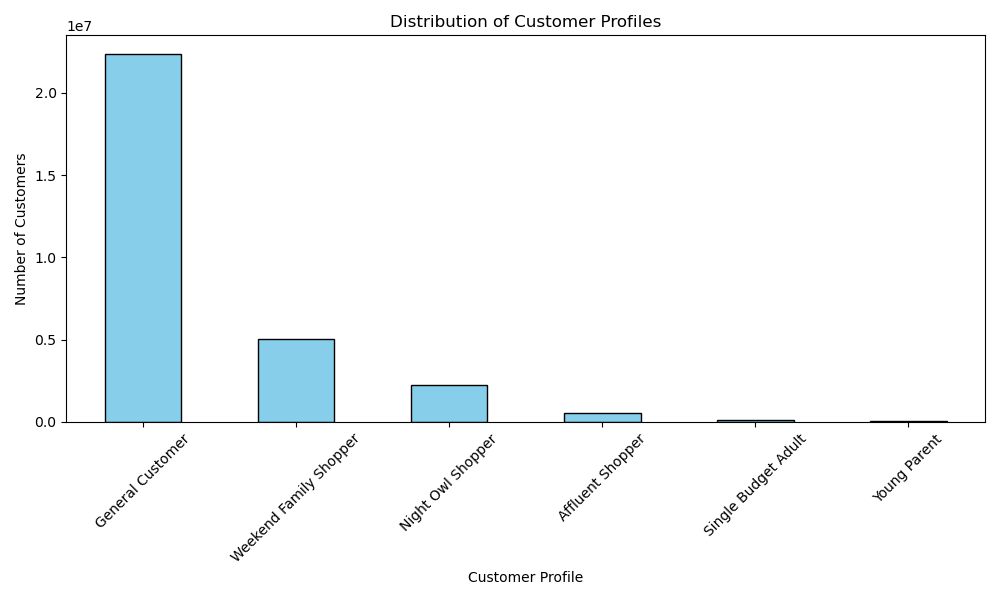 Distribution of Customer Profiles
1e7
2.0
1.5
1.0
0.5
0.0
Number of Customers
General Customer
Weekend Family Shopper
Night Owl Shopper
Affluent Shopper
Single Budget Adult
Young Parent
Customer Profile